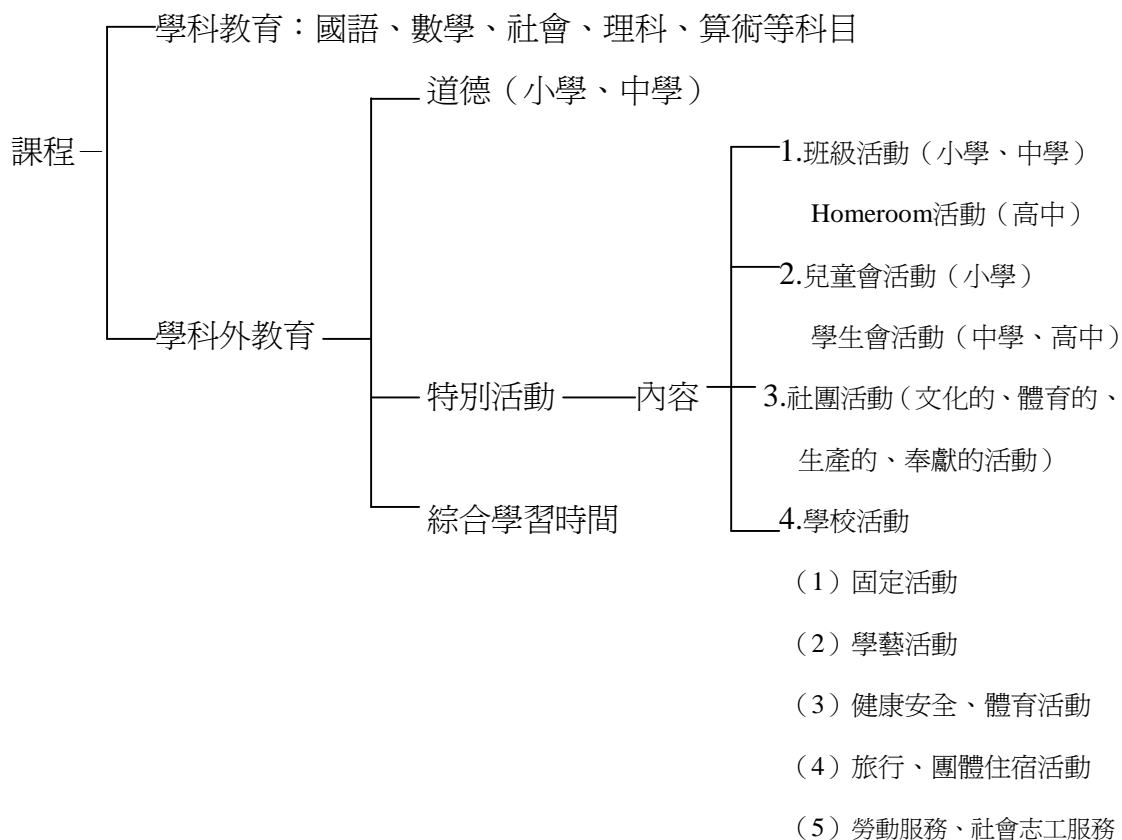 學科教育：國語、數學、社會、理科、算術等科目
道德（小學、中學）
課程
1.班級活動（小學、中學）
Homeroom活動（高中）
2.兒童會活動（小學）
學科外教育
學生會活動（中學、高中）
特別活動
內容
3.社團活動（文化的、體育的、
生產的、奉獻的活動）
綜合學習時間
4.學校活動
（1）固定活動
（2）學藝活動
（3）健康安全、體育活動
（4）旅行、團體住宿活動
（5）勞動服務、社會志工服務